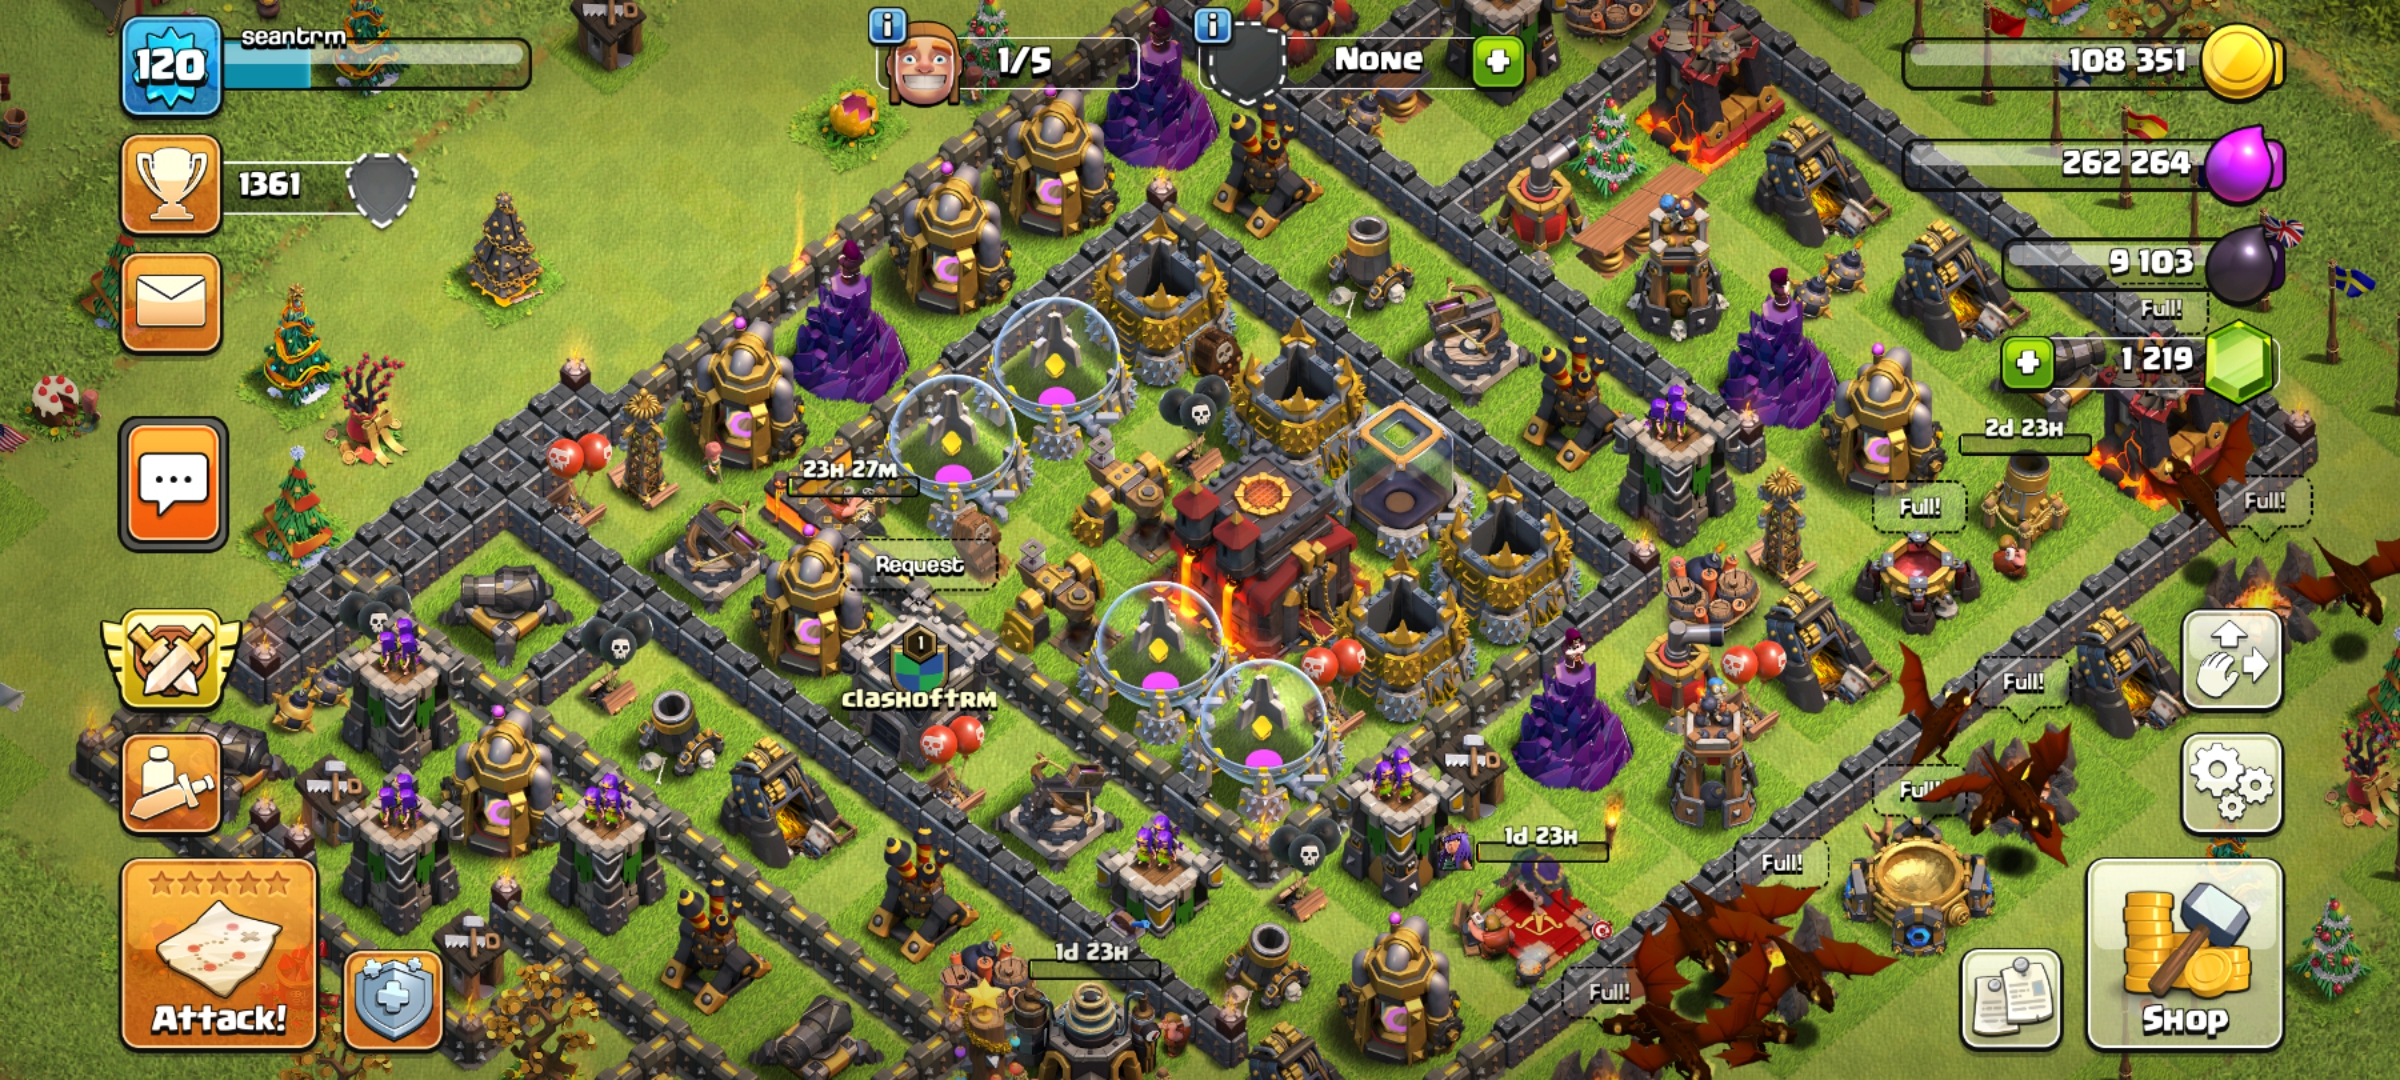 120
seantrm
1/5
None
108 351
1361
262 264
9 103
Full!
1 219
2d 23h
23h 27m
Full!
Full!
Request
1
clashoftrm
Full!
Full!
1d 23h
Full!
1d 23h
Full!
Attack!
Shop